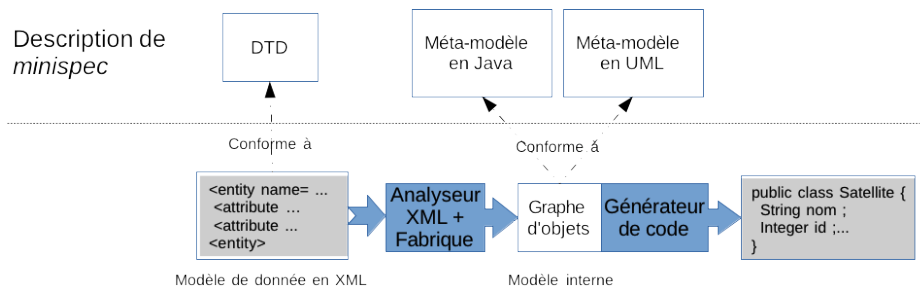 Description de
minispec
DTD
Méta-modèle
en Java
Méta-modèle
en UML
Conforme à
Conforme á
<entity name= ...
<attribute ...
<attribute ...
<entity>
Analyseur
XML +
Fabrique
Graphe
d'objets
Générateur
de code
public class Satellite {
String nom ;
Integer id ;...
}
Modèle de donnée en XML
Modèle interne